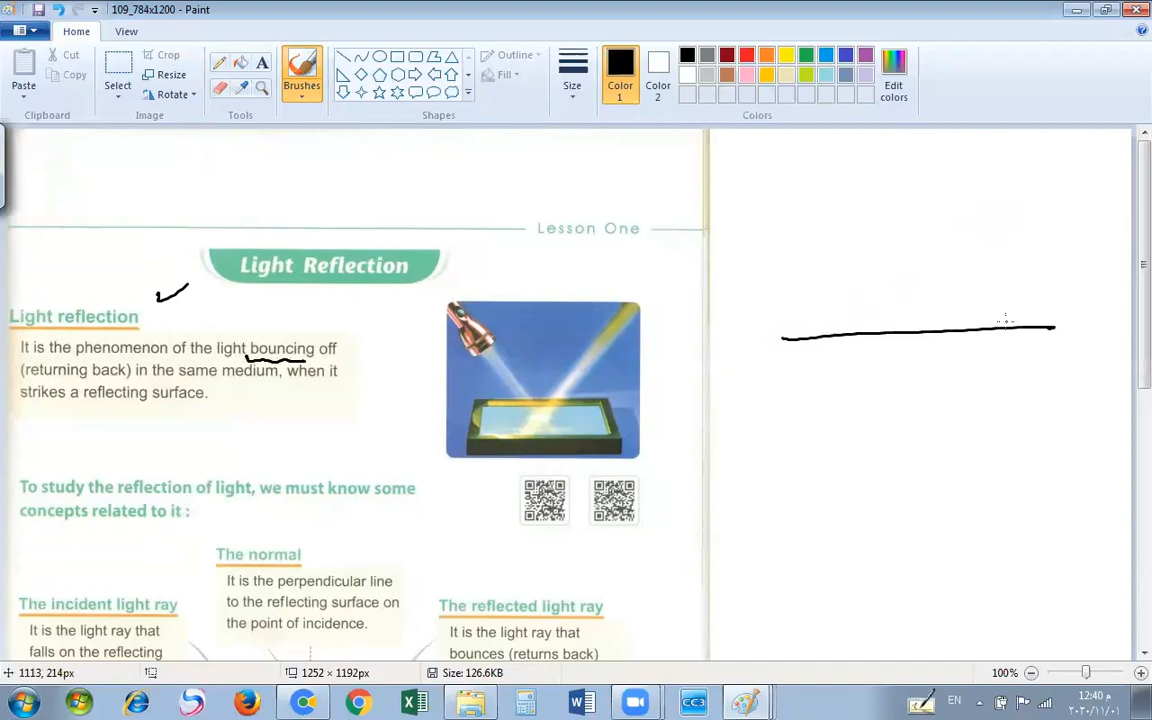 109_784x1200 - Paint
Home View
Paste
Cut
Copy
Clipboard
Select
Crop
Resize
Rotate
Image
Tools
Brushes
Shapes
Outline
Fill
Size
Color 1
Color 2
Edit colors
Colors
Lesson One
Light Reflection
Light reflection
It is the phenomenon of the light bouncing off
(returning back) in the same medium, when it
strikes a reflecting surface.
To study the reflection of light, we must know some
concepts related to it :
The normal
It is the perpendicular line
to the reflecting surface on
the point of incidence.
The incident light ray
It is the light ray that
falls on the reflecting
The reflected light ray
It is the light ray that
bounces (returns back)
1113, 214px
1252 × 1192px
Size: 126.6KB
100%
CC3
EN
12:40 م
٢٠٢٠/١١/٠١